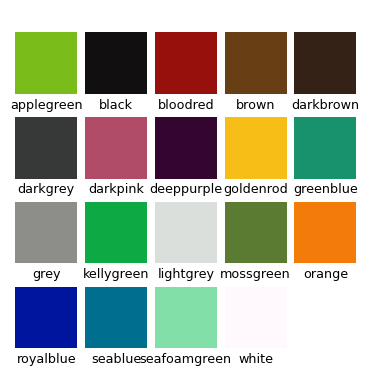 applegreen black bloodred brown darkbrown
darkgrey darkpink deeppurple goldenrod greenblue
grey kellygreen lightgrey mossgreen orange
royalblue seablue seafoamgreen white